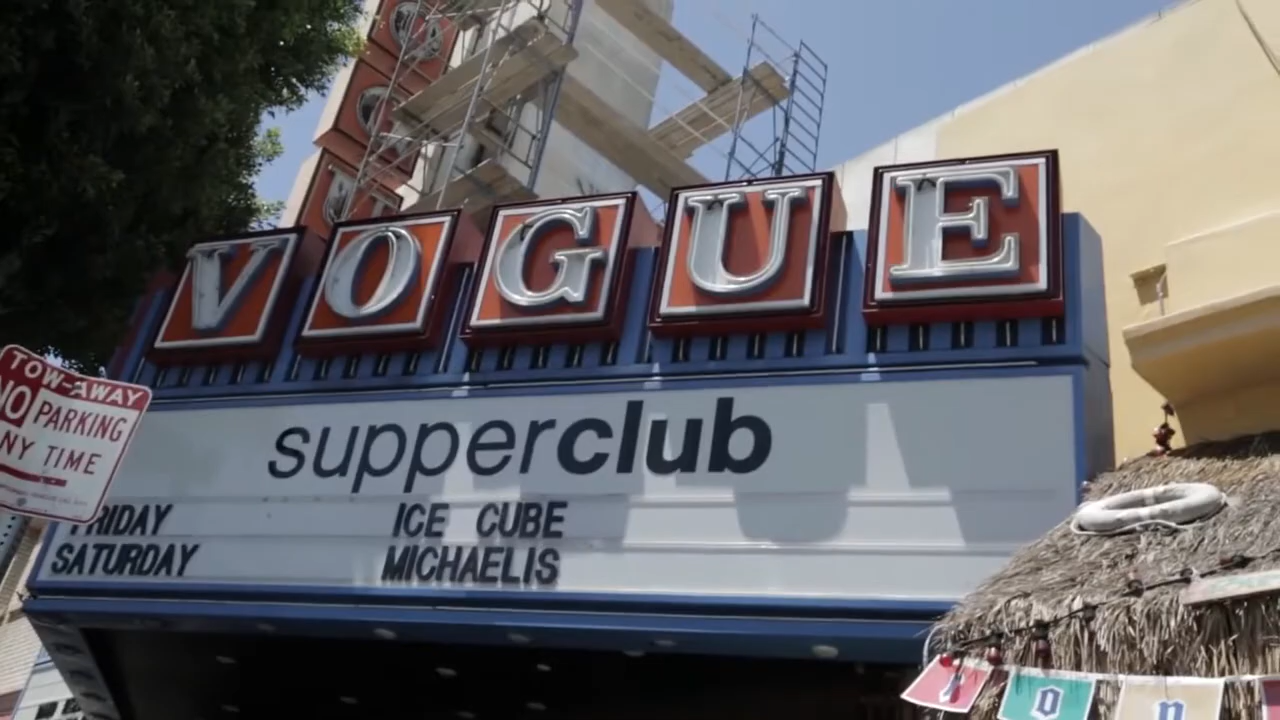 VOGUE
supperclub
FRIDAY ICE CUBE
SATURDAY MICHAELIS
TOW-AWAY
NO PARKING
ANY TIME